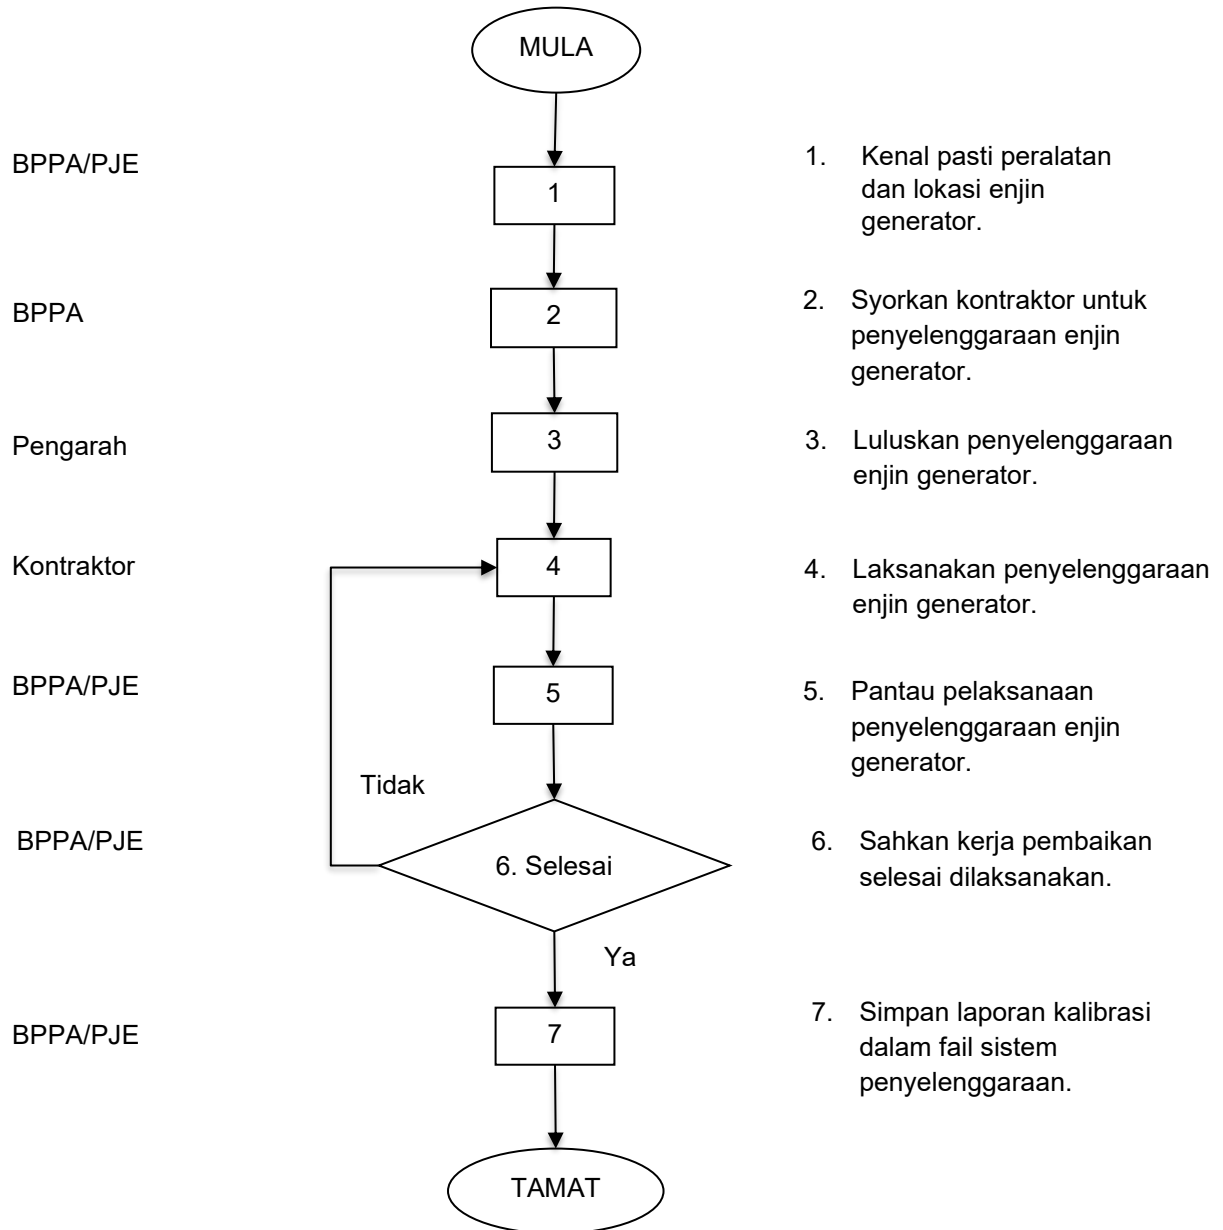 MULA
BPPA/PJE
1
1. Kenal pasti peralatan
dan lokasi enjin
generator.
BPPA
2
2. Syorkan kontraktor untuk
penyelenggaraan enjin
generator.
Pengarah
3
3. Luluskan penyelenggaraan
enjin generator.
Kontraktor
4
4. Laksanakan penyelenggaraan
enjin generator.
BPPA/PJE
5
5. Pantau pelaksanaan
penyelenggaraan enjin
generator.
Tidak
BPPA/PJE
6. Selesai
6. Sahkan kerja pembaikan
selesai dilaksanakan.
Ya
BPPA/PJE
7
7. Simpan laporan kalibrasi
dalam fail sistem
penyelenggaraan.
TAMAT